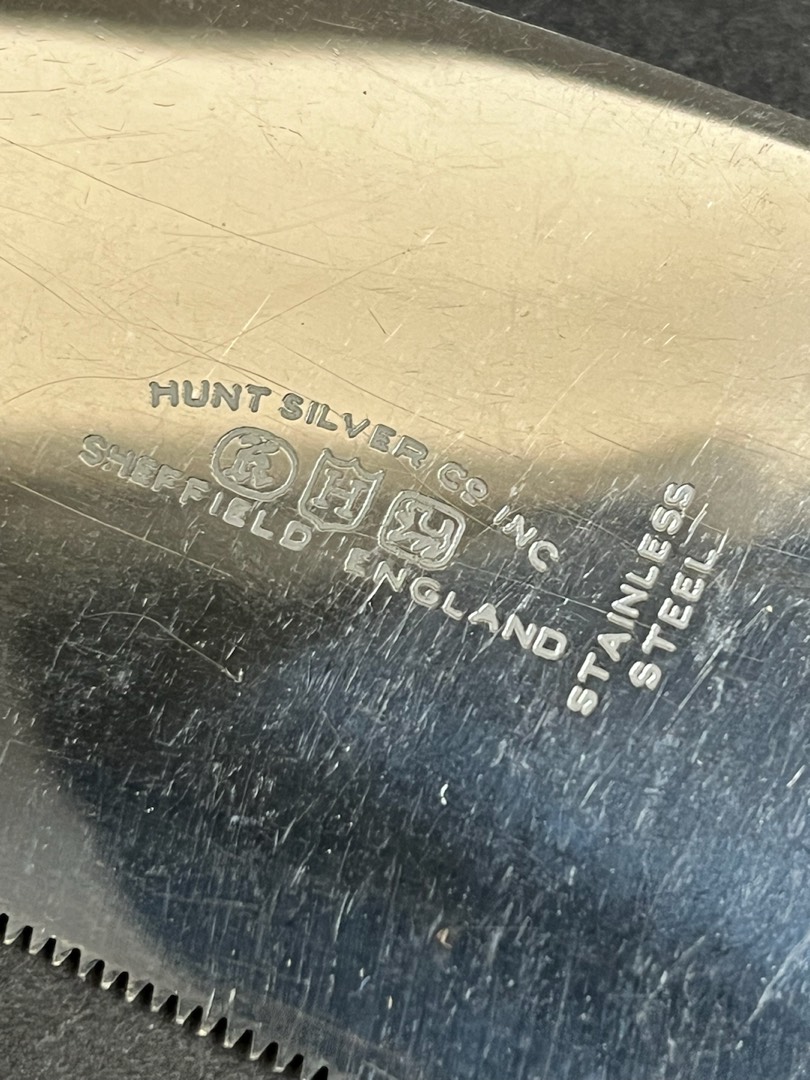 HUNT SILVER Co INC
H
SHEFFIELD ENGLAND
STAINLESS
STEEL